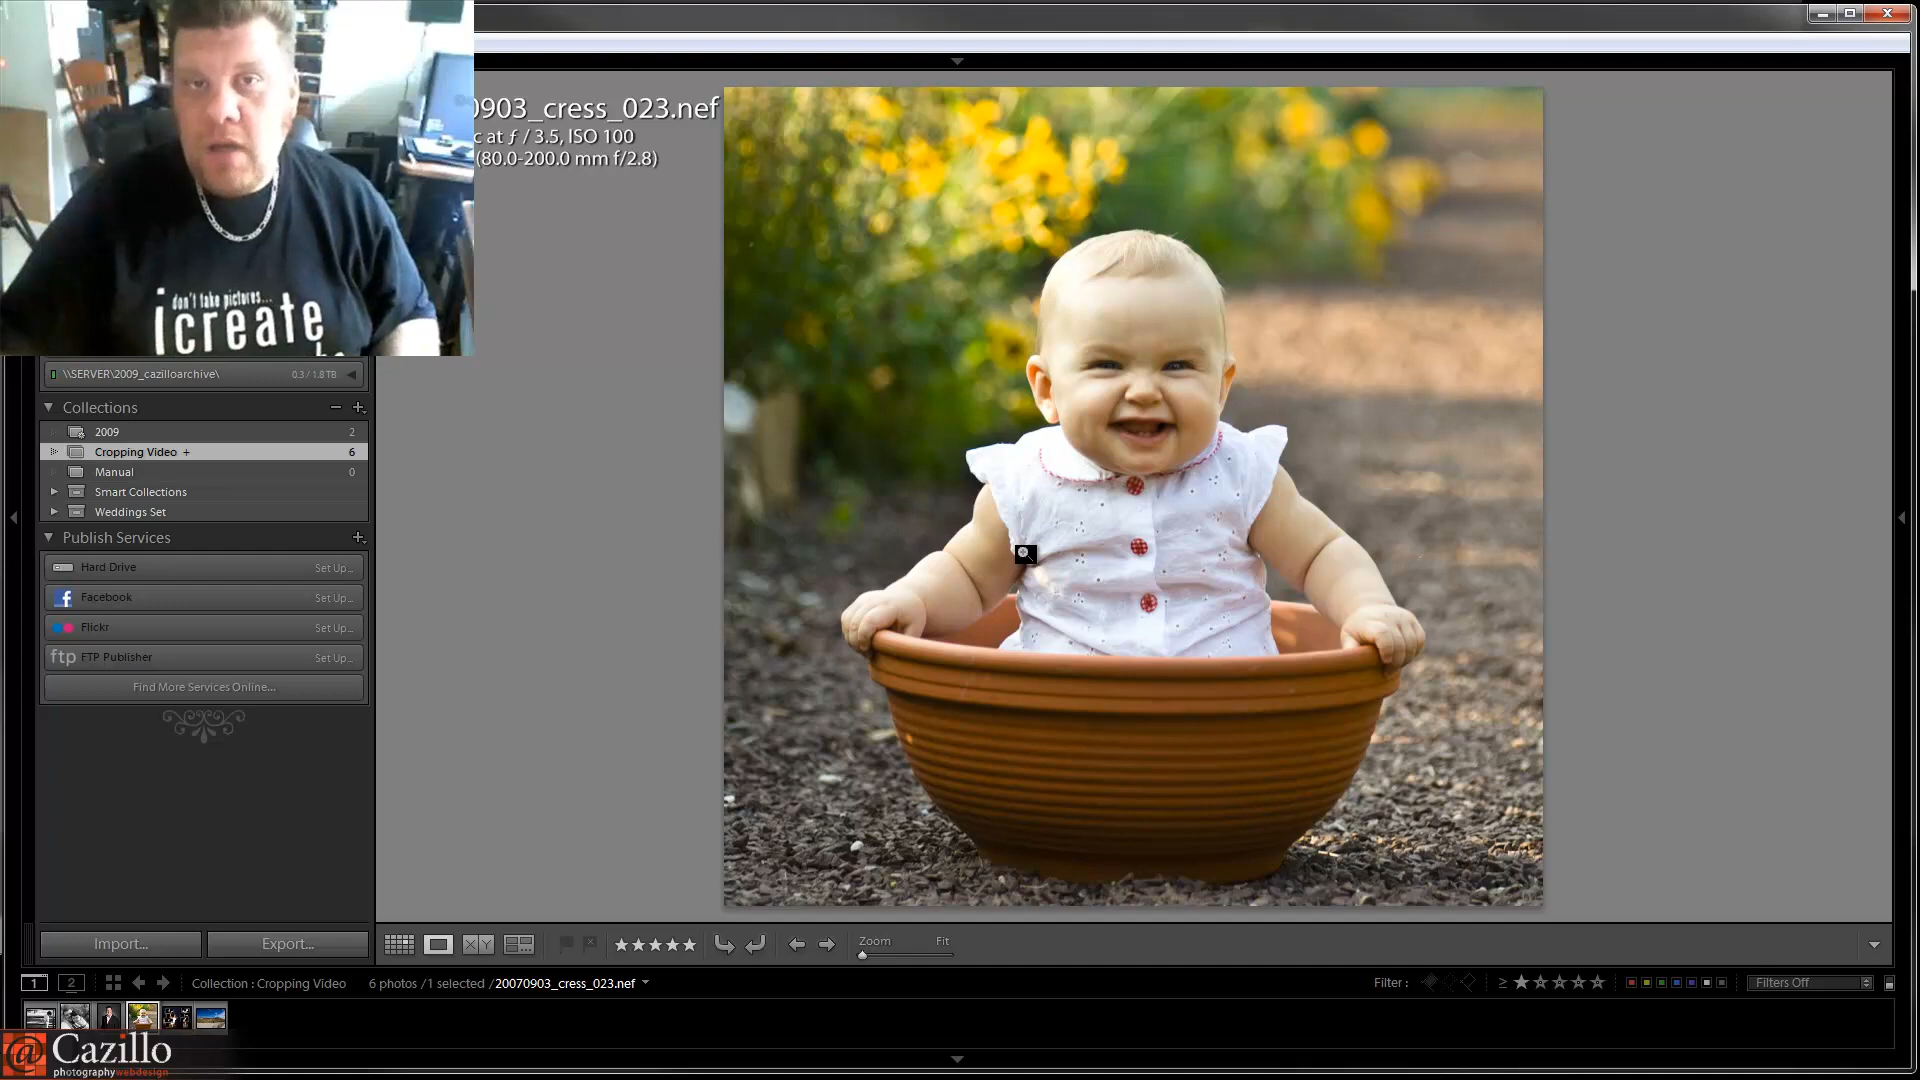 0903_cress_023.nef
c at ƒ / 3.5, ISO 100
(80.0-200.0 mm f/2.8)
i don't take pictures...
create
\\SERVER\2009_cazilloarchive\ 0.3 / 1.8 TB
Collections
2009 2
Cropping Video + 6
Manual 0
Smart Collections
Weddings Set
Publish Services
Hard Drive Set Up...
Facebook Set Up...
Flickr Set Up...
ftp FTP Publisher Set Up...
Find More Services Online...
Import... Export...
X Y
Zoom Fit
1 2 Collection : Cropping Video 6 photos / 1 selected / 20070903_cress_023.nef Filter : ≥ Filters Off
@ Cazillo
photographywebdesign